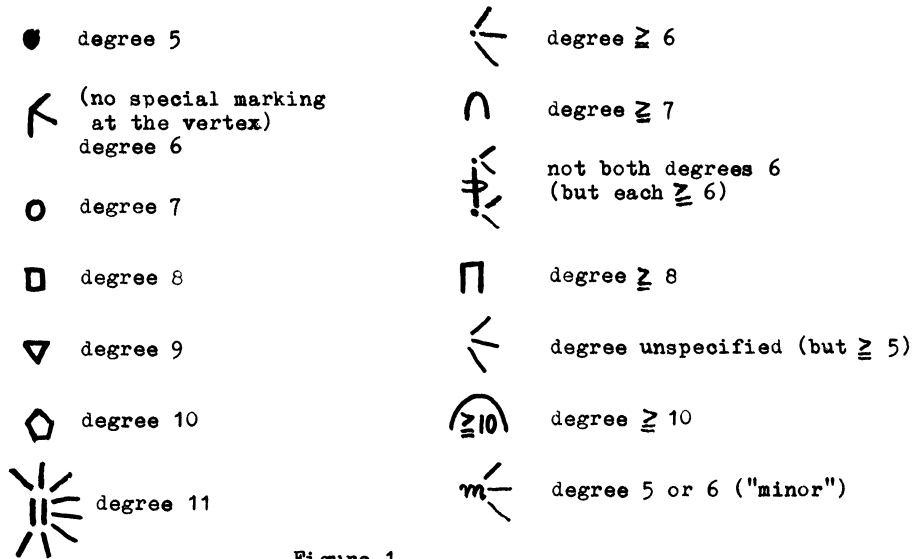 degree 5
(no special marking
at the vertex)
degree 6
degree 7
degree 8
degree 9
degree 10
11 degree 11
degree ≧ 6
degree ≧ 7
not both degrees 6
(but each ≧ 6)
degree ≧ 8
degree unspecified (but ≧ 5)
≧10 degree ≧ 10
m degree 5 or 6 ("minor")
Figure 1